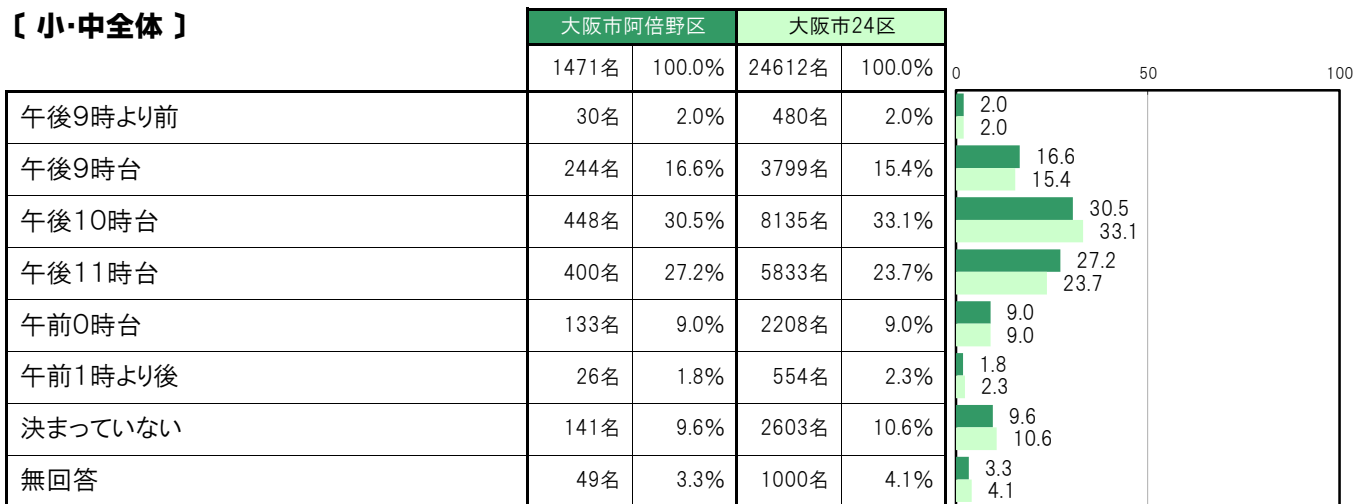 〔 小・中全体 〕
大阪市阿倍野区 大阪市24区
1471名 100.0% 24612名 100.0%
0 50 100
午後9時より前 30名 2.0% 480名 2.0%
2.0
2.0
午後9時台 244名 16.6% 3799名 15.4%
16.6
15.4
午後10時台 448名 30.5% 8135名 33.1%
30.5
33.1
午後11時台 400名 27.2% 5833名 23.7%
27.2
23.7
午前0時台 133名 9.0% 2208名 9.0%
9.0
9.0
午前1時より後 26名 1.8% 554名 2.3%
1.8
2.3
決まっていない 141名 9.6% 2603名 10.6%
9.6
10.6
無回答 49名 3.3% 1000名 4.1%
3.3
4.1